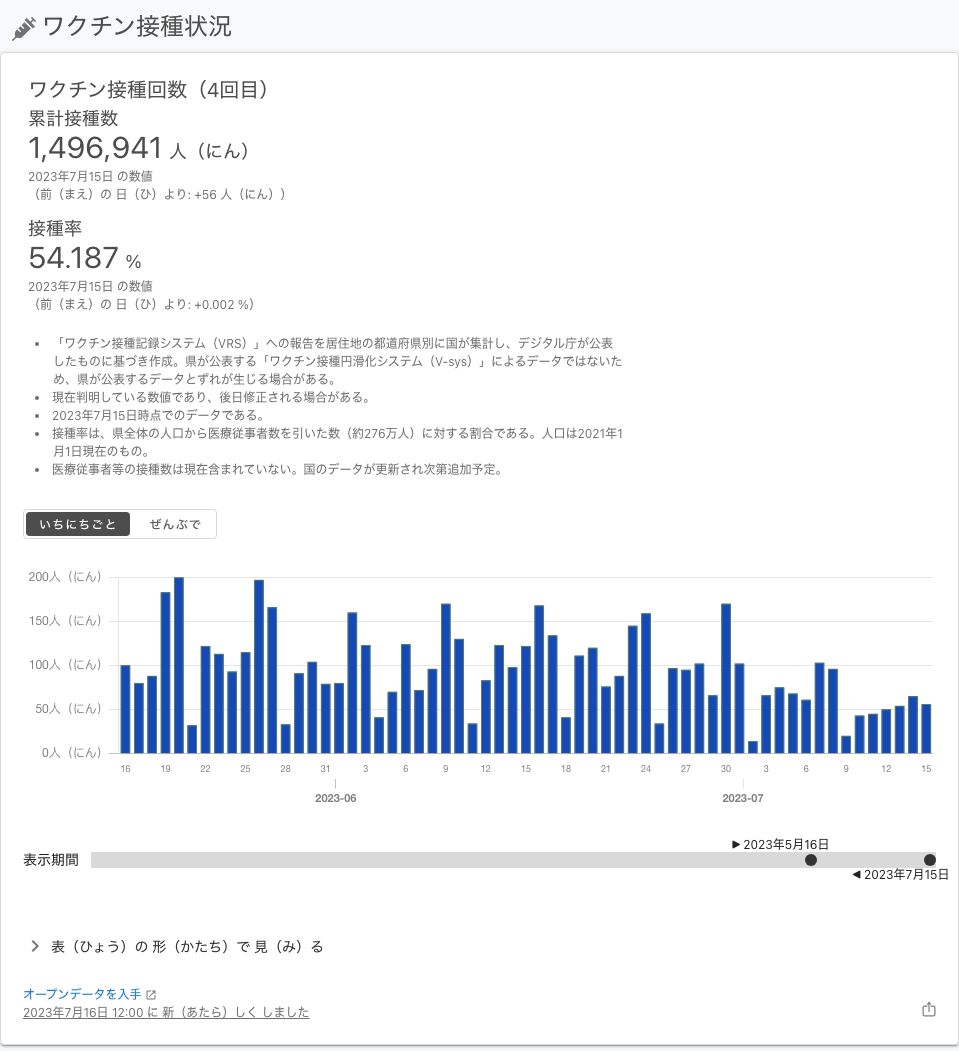 ワクチン接種状況
ワクチン接種回数（4回目）
累計接種数
1,496,941 人（にん）
2023年7月15日 の数値
（前（まえ）の 日（ひ）より: +56 人（にん））
接種率
54.187 %
2023年7月15日 の数値
（前（まえ）の 日（ひ）より: +0.002 %）
• 「ワクチン接種記録システム（VRS）」への報告を居住地の都道府県別に国が集計し、デジタル庁が公表
したものに基づき作成。県が公表する「ワクチン接種円滑化システム（V-sys）」によるデータではないた
め、県が公表するデータとずれが生じる場合がある。
• 現在判明している数値であり、後日修正される場合がある。
• 2023年7月15日時点でのデータである。
• 接種率は、県全体の人口から医療従事者数を引いた数（約276万人）に対する割合である。人口は2021年1
月1日現在のもの。
• 医療従事者等の接種数は現在含まれていない。国のデータが更新され次第追加予定。
いちにちごと ぜんぶで
200人（にん）
150人（にん）
100人（にん）
50人（にん）
0人（にん）
16 19 22 25 28 31 3 6 9 12 15 18 21 24 27 30 3 6 9 12 15
2023-06 2023-07
▶ 2023年5月16日
表示期間
◀ 2023年7月15日
表（ひょう）の 形（かたち）で 見（み）る
オープンデータを入手
2023年7月16日 12:00 に 新（あたら）しく しました